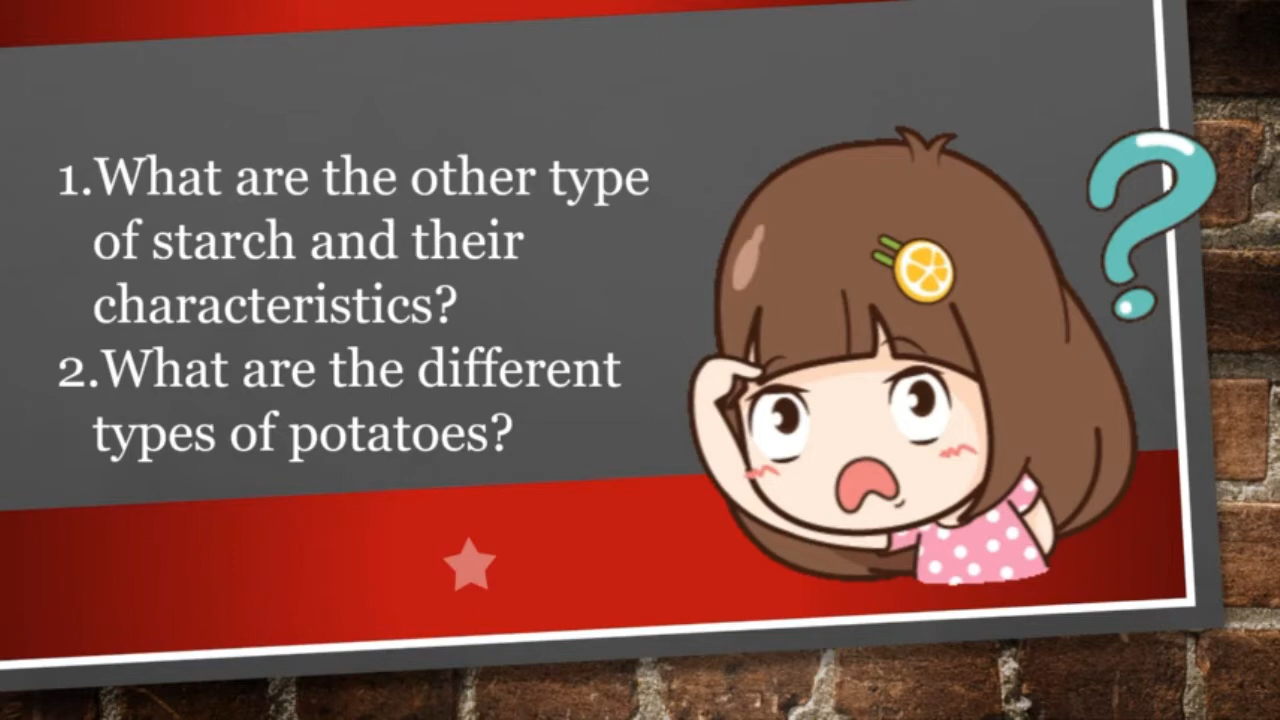 1.What are the other type
of starch and their
characteristics?
2.What are the different
types of potatoes?